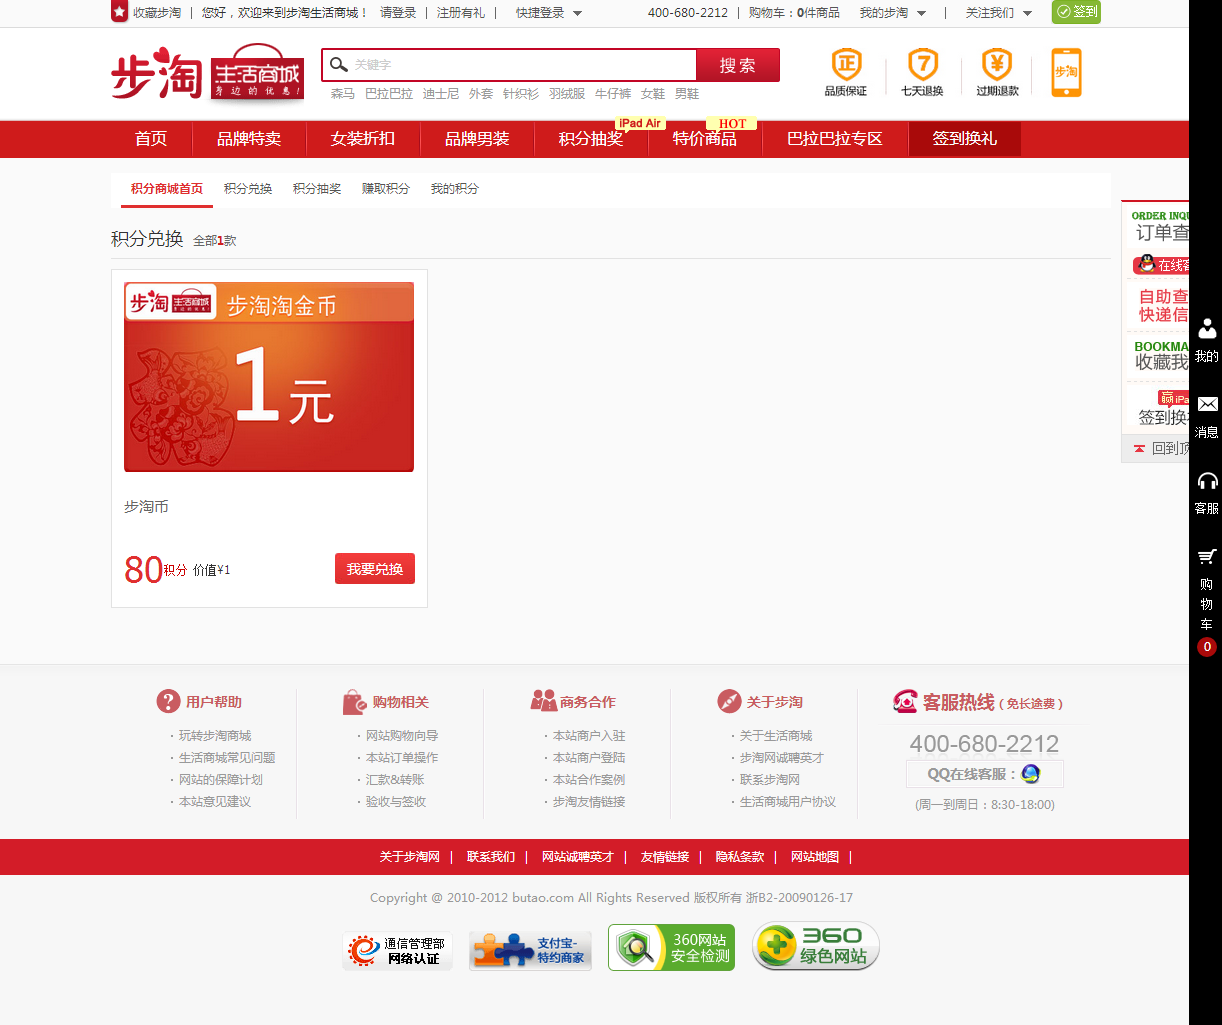 收藏步淘 | 您好，欢迎来到步淘生活商城！ 请登录 | 注册有礼 | 快捷登录 400-680-2212 | 购物车：0件商品 我的步淘 | 关注我们 签到
步淘 生活商城
身边的优惠!
关键字 搜索
森马 巴拉巴拉 迪士尼 外套 针织衫 羽绒服 牛仔裤 女鞋 男鞋
正 7 ¥ 步淘
品质保证 七天退换 过期退款
iPad Air HOT
首页 品牌特卖 女装折扣 品牌男装 积分抽奖 特价商品 巴拉巴拉专区 签到换礼
积分商城首页 积分兑换 积分抽奖 赚取积分 我的积分
积分兑换 全部1款
步淘 生活商城 步淘淘金币
身边的优惠!
1元
步淘币
80积分 价值¥1 我要兑换
ORDER INQU
订单查
在线客
自助查
快递信
BOOKMA
收藏我
赢iPa
签到换
回到顶
我的
消息
客服
购
物
车
0
用户帮助
· 玩转步淘商城
· 生活商城常见问题
· 网站的保障计划
· 本站意见建议
购物相关
· 网站购物向导
· 本站订单操作
· 汇款&转账
· 验收与签收
商务合作
· 本站商户入驻
· 本站商户登陆
· 本站合作案例
· 步淘友情链接
关于步淘
· 关于生活商城
· 步淘网诚聘英才
· 联系步淘网
· 生活商城用户协议
客服热线（免长途费）
400-680-2212
QQ在线客服：
(周一到周日：8:30-18:00)
关于步淘网 | 联系我们 | 网站诚聘英才 | 友情链接 | 隐私条款 | 网站地图 |
Copyright @ 2010-2012 butao.com All Rights Reserved 版权所有 浙B2-20090126-17
通信管理部
网络认证
支付宝-
特约商家
360网站
安全检测
360
绿色网站